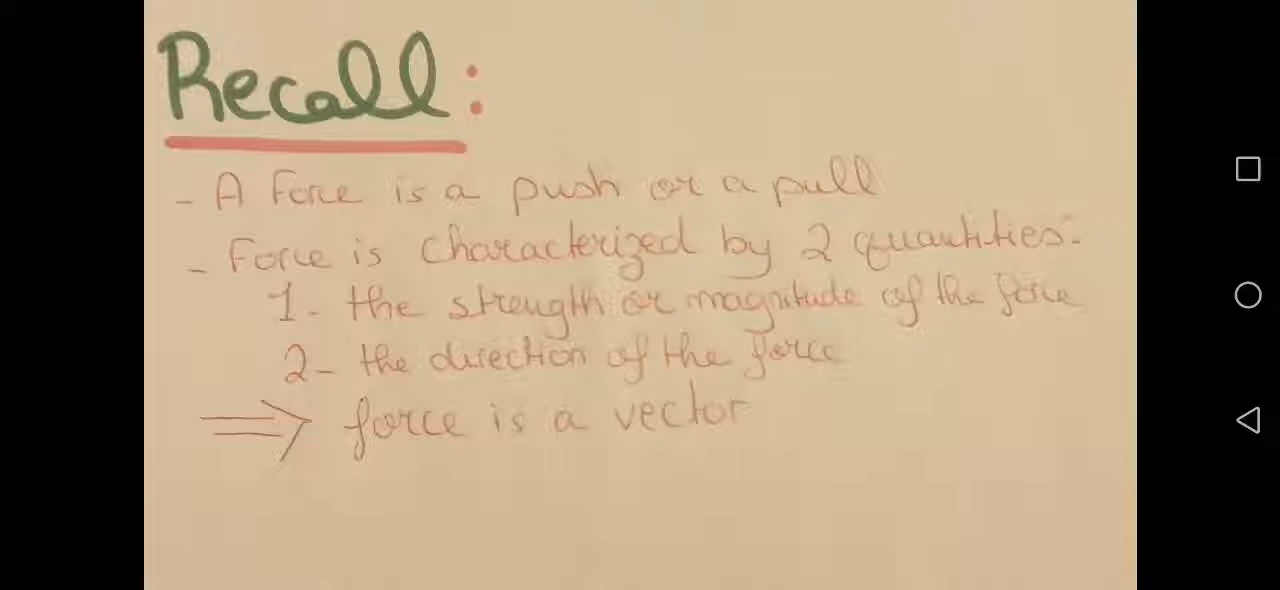 Recall:
- A Force is a push or a pull
- Force is characterized by 2 quantities:
1- the strength or magnitude of the force
2- the direction of the force
⇒ force is a vector